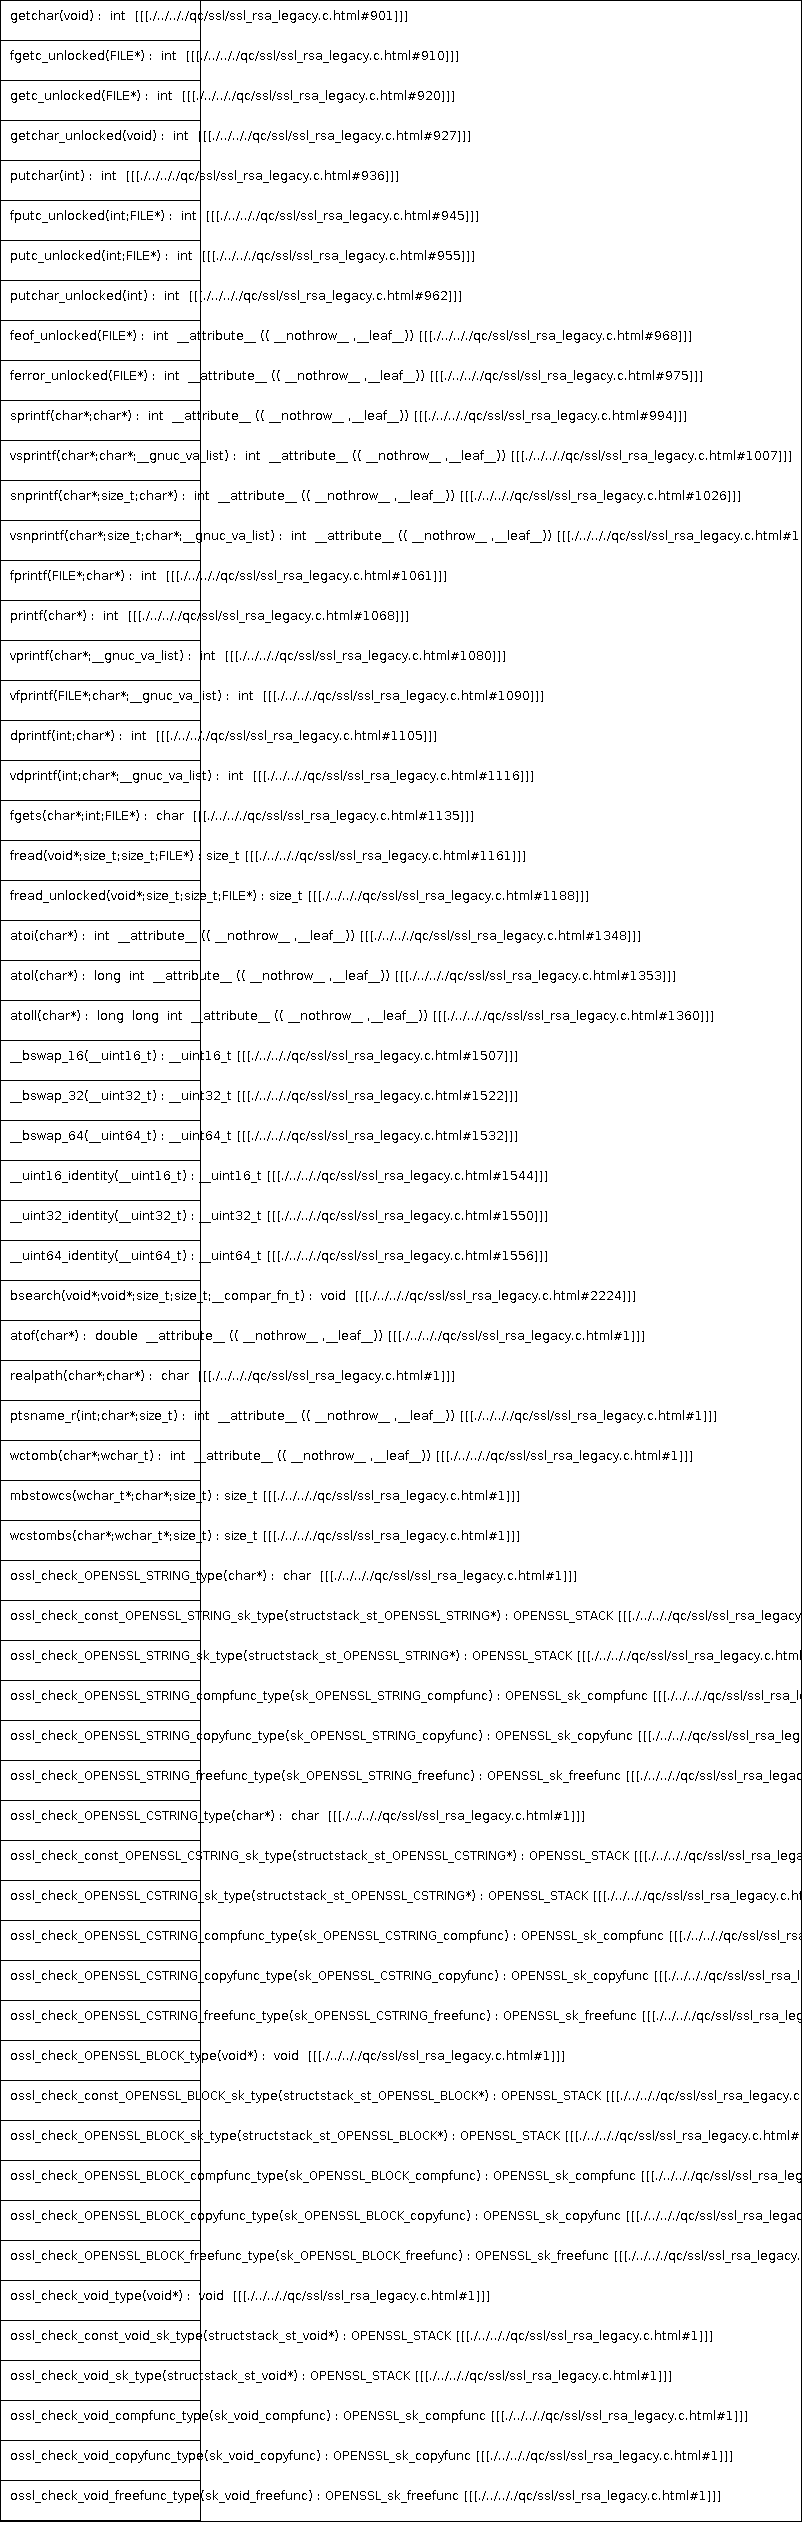 getchar(void) : int [[[./../../qc/ssl/ssl_rsa_legacy.c.html#901]]]
fgetc_unlocked(FILE*) : int [[[./../../qc/ssl/ssl_rsa_legacy.c.html#910]]]
getc_unlocked(FILE*) : int [[[./../../qc/ssl/ssl_rsa_legacy.c.html#920]]]
getchar_unlocked(void) : int [[[./../../qc/ssl/ssl_rsa_legacy.c.html#927]]]
putchar(int) : int [[[./../../qc/ssl/ssl_rsa_legacy.c.html#936]]]
fputc_unlocked(int;FILE*) : int [[[./../../qc/ssl/ssl_rsa_legacy.c.html#945]]]
putc_unlocked(int;FILE*) : int [[[./../../qc/ssl/ssl_rsa_legacy.c.html#955]]]
putchar_unlocked(int) : int [[[./../../qc/ssl/ssl_rsa_legacy.c.html#962]]]
feof_unlocked(FILE*) : int __attribute__ (( __nothrow__ ,__leaf__)) [[[./../../qc/ssl/ssl_rsa_legacy.c.html#968]]]
ferror_unlocked(FILE*) : int __attribute__ (( __nothrow__ ,__leaf__)) [[[./../../qc/ssl/ssl_rsa_legacy.c.html#975]]]
sprintf(char*;char*) : int __attribute__ (( __nothrow__ ,__leaf__)) [[[./../../qc/ssl/ssl_rsa_legacy.c.html#994]]]
vsprintf(char*;char*;__gnuc_va_list) : int __attribute__ (( __nothrow__ ,__leaf__)) [[[./../../qc/ssl/ssl_rsa_legacy.c.html#1007]]]
snprintf(char*;size_t;char*) : int __attribute__ (( __nothrow__ ,__leaf__)) [[[./../../qc/ssl/ssl_rsa_legacy.c.html#1026]]]
vsnprintf(char*;size_t;char*;__gnuc_va_list) : int __attribute__ (( __nothrow__ ,__leaf__)) [[[./../../qc/ssl/ssl_rsa_legacy.c.html#1
fprintf(FILE*;char*) : int [[[./../../qc/ssl/ssl_rsa_legacy.c.html#1061]]]
printf(char*) : int [[[./../../qc/ssl/ssl_rsa_legacy.c.html#1068]]]
vprintf(char*;__gnuc_va_list) : int [[[./../../qc/ssl/ssl_rsa_legacy.c.html#1080]]]
vfprintf(FILE*;char*;__gnuc_va_list) : int [[[./../../qc/ssl/ssl_rsa_legacy.c.html#1090]]]
dprintf(int;char*) : int [[[./../../qc/ssl/ssl_rsa_legacy.c.html#1105]]]
vdprintf(int;char*;__gnuc_va_list) : int [[[./../../qc/ssl/ssl_rsa_legacy.c.html#1116]]]
fgets(char*;int;FILE*) : char [[[./../../qc/ssl/ssl_rsa_legacy.c.html#1135]]]
fread(void*;size_t;size_t;FILE*) : size_t [[[./../../qc/ssl/ssl_rsa_legacy.c.html#1161]]]
fread_unlocked(void*;size_t;size_t;FILE*) : size_t [[[./../../qc/ssl/ssl_rsa_legacy.c.html#1188]]]
atoi(char*) : int __attribute__ (( __nothrow__ ,__leaf__)) [[[./../../qc/ssl/ssl_rsa_legacy.c.html#1348]]]
atol(char*) : long int __attribute__ (( __nothrow__ ,__leaf__)) [[[./../../qc/ssl/ssl_rsa_legacy.c.html#1353]]]
atoll(char*) : long long int __attribute__ (( __nothrow__ ,__leaf__)) [[[./../../qc/ssl/ssl_rsa_legacy.c.html#1360]]]
__bswap_16(__uint16_t) : __uint16_t [[[./../../qc/ssl/ssl_rsa_legacy.c.html#1507]]]
__bswap_32(__uint32_t) : __uint32_t [[[./../../qc/ssl/ssl_rsa_legacy.c.html#1522]]]
__bswap_64(__uint64_t) : __uint64_t [[[./../../qc/ssl/ssl_rsa_legacy.c.html#1532]]]
__uint16_identity(__uint16_t) : __uint16_t [[[./../../qc/ssl/ssl_rsa_legacy.c.html#1544]]]
__uint32_identity(__uint32_t) : __uint32_t [[[./../../qc/ssl/ssl_rsa_legacy.c.html#1550]]]
__uint64_identity(__uint64_t) : __uint64_t [[[./../../qc/ssl/ssl_rsa_legacy.c.html#1556]]]
bsearch(void*;void*;size_t;size_t;__compar_fn_t) : void [[[./../../qc/ssl/ssl_rsa_legacy.c.html#2224]]]
atof(char*) : double __attribute__ (( __nothrow__ ,__leaf__)) [[[./../../qc/ssl/ssl_rsa_legacy.c.html#1]]]
realpath(char*;char*) : char [[[./../../qc/ssl/ssl_rsa_legacy.c.html#1]]]
ptsname_r(int;char*;size_t) : int __attribute__ (( __nothrow__ ,__leaf__)) [[[./../../qc/ssl/ssl_rsa_legacy.c.html#1]]]
wctomb(char*;wchar_t) : int __attribute__ (( __nothrow__ ,__leaf__)) [[[./../../qc/ssl/ssl_rsa_legacy.c.html#1]]]
mbstowcs(wchar_t*;char*;size_t) : size_t [[[./../../qc/ssl/ssl_rsa_legacy.c.html#1]]]
wcstombs(char*;wchar_t*;size_t) : size_t [[[./../../qc/ssl/ssl_rsa_legacy.c.html#1]]]
ossl_check_OPENSSL_STRING_type(char*) : char [[[./../../qc/ssl/ssl_rsa_legacy.c.html#1]]]
ossl_check_const_OPENSSL_STRING_sk_type(structstack_st_OPENSSL_STRING*) : OPENSSL_STACK [[[./../../qc/ssl/ssl_rsa_legacy
ossl_check_OPENSSL_STRING_sk_type(structstack_st_OPENSSL_STRING*) : OPENSSL_STACK [[[./../../qc/ssl/ssl_rsa_legacy.c.html
ossl_check_OPENSSL_STRING_compfunc_type(sk_OPENSSL_STRING_compfunc) : OPENSSL_sk_compfunc [[[./../../qc/ssl/ssl_rsa_l
ossl_check_OPENSSL_STRING_copyfunc_type(sk_OPENSSL_STRING_copyfunc) : OPENSSL_sk_copyfunc [[[./../../qc/ssl/ssl_rsa_leg
ossl_check_OPENSSL_STRING_freefunc_type(sk_OPENSSL_STRING_freefunc) : OPENSSL_sk_freefunc [[[./../../qc/ssl/ssl_rsa_legac
ossl_check_OPENSSL_CSTRING_type(char*) : char [[[./../../qc/ssl/ssl_rsa_legacy.c.html#1]]]
ossl_check_const_OPENSSL_CSTRING_sk_type(structstack_st_OPENSSL_CSTRING*) : OPENSSL_STACK [[[./../../qc/ssl/ssl_rsa_lega
ossl_check_OPENSSL_CSTRING_sk_type(structstack_st_OPENSSL_CSTRING*) : OPENSSL_STACK [[[./../../qc/ssl/ssl_rsa_legacy.c.ht
ossl_check_OPENSSL_CSTRING_compfunc_type(sk_OPENSSL_CSTRING_compfunc) : OPENSSL_sk_compfunc [[[./../../qc/ssl/ssl_rsa
ossl_check_OPENSSL_CSTRING_copyfunc_type(sk_OPENSSL_CSTRING_copyfunc) : OPENSSL_sk_copyfunc [[[./../../qc/ssl/ssl_rsa_l
ossl_check_OPENSSL_CSTRING_freefunc_type(sk_OPENSSL_CSTRING_freefunc) : OPENSSL_sk_freefunc [[[./../../qc/ssl/ssl_rsa_leg
ossl_check_OPENSSL_BLOCK_type(void*) : void [[[./../../qc/ssl/ssl_rsa_legacy.c.html#1]]]
ossl_check_const_OPENSSL_BLOCK_sk_type(structstack_st_OPENSSL_BLOCK*) : OPENSSL_STACK [[[./../../qc/ssl/ssl_rsa_legacy.c
ossl_check_OPENSSL_BLOCK_sk_type(structstack_st_OPENSSL_BLOCK*) : OPENSSL_STACK [[[./../../qc/ssl/ssl_rsa_legacy.c.html#
ossl_check_OPENSSL_BLOCK_compfunc_type(sk_OPENSSL_BLOCK_compfunc) : OPENSSL_sk_compfunc [[[./../../qc/ssl/ssl_rsa_leg
ossl_check_OPENSSL_BLOCK_copyfunc_type(sk_OPENSSL_BLOCK_copyfunc) : OPENSSL_sk_copyfunc [[[./../../qc/ssl/ssl_rsa_legac
ossl_check_OPENSSL_BLOCK_freefunc_type(sk_OPENSSL_BLOCK_freefunc) : OPENSSL_sk_freefunc [[[./../../qc/ssl/ssl_rsa_legacy.
ossl_check_void_type(void*) : void [[[./../../qc/ssl/ssl_rsa_legacy.c.html#1]]]
ossl_check_const_void_sk_type(structstack_st_void*) : OPENSSL_STACK [[[./../../qc/ssl/ssl_rsa_legacy.c.html#1]]]
ossl_check_void_sk_type(structstack_st_void*) : OPENSSL_STACK [[[./../../qc/ssl/ssl_rsa_legacy.c.html#1]]]
ossl_check_void_compfunc_type(sk_void_compfunc) : OPENSSL_sk_compfunc [[[./../../qc/ssl/ssl_rsa_legacy.c.html#1]]]
ossl_check_void_copyfunc_type(sk_void_copyfunc) : OPENSSL_sk_copyfunc [[[./../../qc/ssl/ssl_rsa_legacy.c.html#1]]]
ossl_check_void_freefunc_type(sk_void_freefunc) : OPENSSL_sk_freefunc [[[./../../qc/ssl/ssl_rsa_legacy.c.html#1]]]